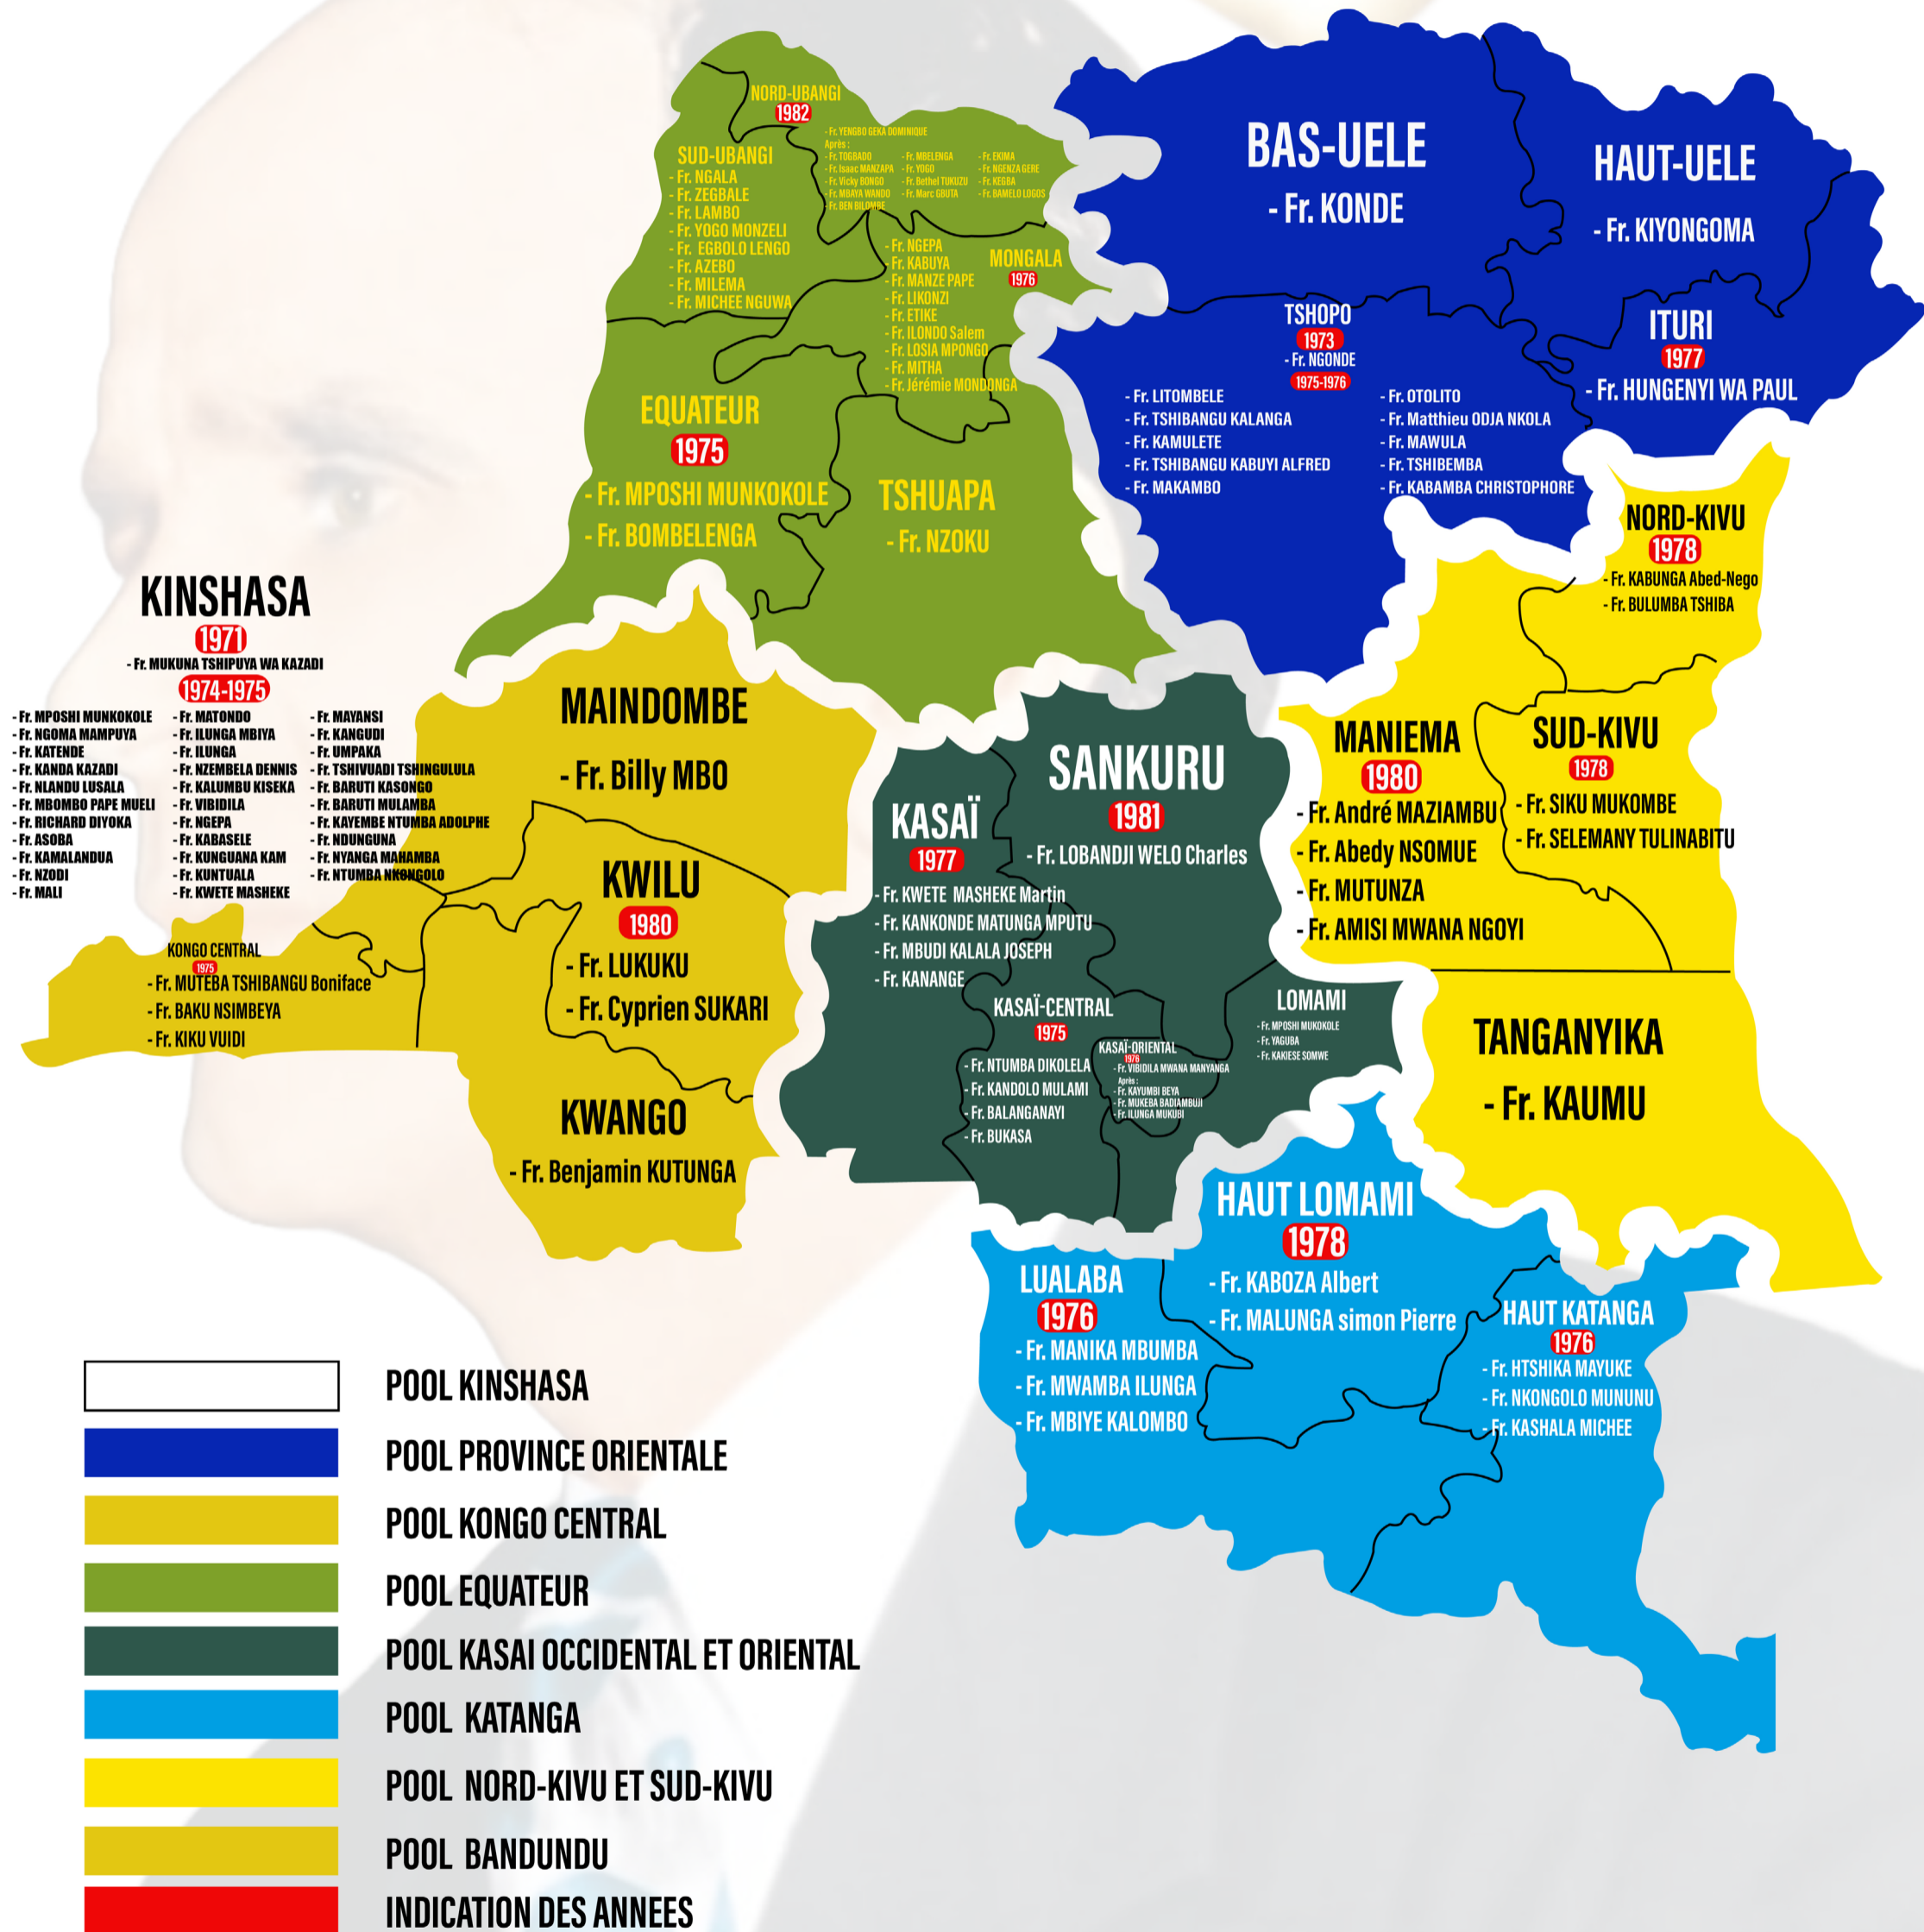 NORD-UBANGI
1982
- Fr. YENGBO GEKA DOMINIQUE
Après :
- Fr. TOGBADO
- Fr. Isaac MANZAPA
- Fr. Vicky BONGO
- Fr. MBAYA WANDO
- Fr. BEN BILOMBE
- Fr. MBELENGA
- Fr. YOGO
- Fr. Bethel TUKUZU
- Fr. Marc GBUTA
- Fr. EKIMA
- Fr. NGENZA GERE
- Fr. KEGBA
- Fr. BAMELO LOGOS
SUD-UBANGI
- Fr. NGALA
- Fr. ZEGBALE
- Fr. LAMBO
- Fr. YOGO MONZELI
- Fr. EGBOLO LENGO
- Fr. AZEBO
- Fr. MILEMA
- Fr. MICHEE NGUWA
MONGALA
1976
- Fr. NGEPA
- Fr. KABUYA
- Fr. MANZE PAPE
- Fr. LIKONZI
- Fr. ETIKE
- Fr. ILONDO Salem
- Fr. LOSIA MPONGO
- Fr. MITHA
- Fr. Jérémie MONDONGA
EQUATEUR
1975
- Fr. MPOSHI MUNKOKOLE
- Fr. BOMBELENGA
TSHUAPA
- Fr. NZOKU
BAS-UELE
- Fr. KONDE
HAUT-UELE
- Fr. KIYONGOMA
TSHOPO
1973
- Fr. NGONDE
1975-1976
- Fr. LITOMBELE
- Fr. TSHIBANGU KALANGA
- Fr. KAMULETE
- Fr. TSHIBANGU KABUYI ALFRED
- Fr. MAKAMBO
- Fr. OTOLITO
- Fr. Matthieu ODJA NKOLA
- Fr. MAWULA
- Fr. TSHIBEMBA
- Fr. KABAMBA CHRISTOPHORE
ITURI
1977
- Fr. HUNGENYI WA PAUL
NORD-KIVU
1978
- Fr. KABUNGA Abed-Nego
- Fr. BULUMBA TSHIBA
KINSHASA
1971
- Fr. MUKUNA TSHIPUYA WA KAZADI
1974-1975
- Fr. MPOSHI MUNKOKOLE
- Fr. NGOMA MAMPUYA
- Fr. KATENDE
- Fr. KANDA KAZADI
- Fr. NLANDU LUSALA
- Fr. MBOMBO PAPE MUELI
- Fr. RICHARD DIYOKA
- Fr. ASOBA
- Fr. KAMALANDUA
- Fr. NZODI
- Fr. MALI
- Fr. MATONDO
- Fr. ILUNGA MBIYA
- Fr. ILUNGA
- Fr. NZEMBELA DENNIS
- Fr. KALUMBU KISEKA
- Fr. VIBIDILA
- Fr. NGEPA
- Fr. KABASELE
- Fr. KUNGUANA KAM
- Fr. KUNTUALA
- Fr. KWETE MASHEKE
- Fr. MAYANSI
- Fr. KANGUDI
- Fr. UMPAKA
- Fr. TSHIVUADI TSHINGULULA
- Fr. BARUTI KASONGO
- Fr. BARUTI MULAMBA
- Fr. KAYEMBE NTUMBA ADOLPHE
- Fr. NDUNGUNA
- Fr. NYANGA MAHAMBA
- Fr. NTUMBA NKONGOLO
MAINDOMBE
- Fr. Billy MBO
KWILU
1980
- Fr. LUKUKU
- Fr. Cyprien SUKARI
KONGO CENTRAL
1975
- Fr. MUTEBA TSHIBANGU Boniface
- Fr. BAKU NSIMBEYA
- Fr. KIKU VUIDI
KWANGO
- Fr. Benjamin KUTUNGA
KASAÏ
1977
- Fr. KWETE MASHEKE Martin
- Fr. KANKONDE MATUNGA MPUTU
- Fr. MBUDI KALALA JOSEPH
- Fr. KANANGE
SANKURU
1981
- Fr. LOBANDJI WELO Charles
MANIEMA
1980
- Fr. André MAZIAMBU
- Fr. Abedy NSOMUE
- Fr. MUTUNZA
- Fr. AMISI MWANA NGOYI
SUD-KIVU
1978
- Fr. SIKU MUKOMBE
- Fr. SELEMANY TULINABITU
KASAÏ-CENTRAL
1975
- Fr. NTUMBA DIKOLELA
- Fr. KANDOLO MULAMI
- Fr. BALANGANAYI
- Fr. BUKASA
KASAÏ-ORIENTAL
1976
- Fr. VIBIDILA MWANA MANYANGA
Après :
- Fr. KAYUMBI BEYA
- Fr. MUKEBA BADIAMBUJI
- Fr. ILUNGA MUKUBI
LOMAMI
- Fr. MPOSHI MUKOKOLE
- Fr. YAGUBA
- Fr. KAKIESE SOMWE
TANGANYIKA
- Fr. KAUMU
HAUT LOMAMI
1978
- Fr. KABOZA Albert
- Fr. MALUNGA simon Pierre
LUALABA
1976
- Fr. MANIKA MBUMBA
- Fr. MWAMBA ILUNGA
- Fr. MBIYE KALOMBO
HAUT KATANGA
1976
- Fr. HTSHIKA MAYUKE
- Fr. NKONGOLO MUNUNU
- Fr. KASHALA MICHEE
POOL KINSHASA
POOL PROVINCE ORIENTALE
POOL KONGO CENTRAL
POOL EQUATEUR
POOL KASAI OCCIDENTAL ET ORIENTAL
POOL KATANGA
POOL NORD-KIVU ET SUD-KIVU
POOL BANDUNDU
INDICATION DES ANNEES